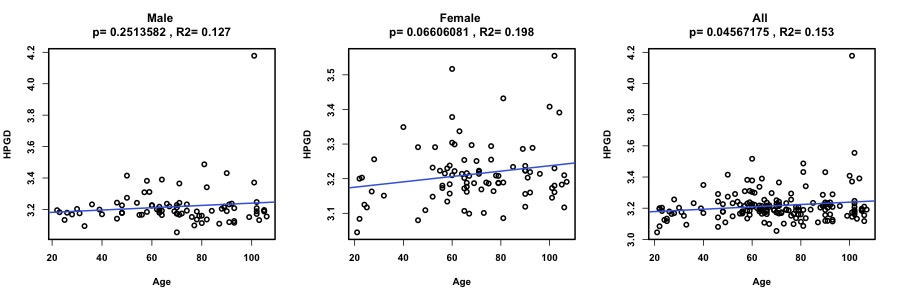 Male
p= 0.2513582 , R2= 0.127
HPGD
4.2
4.0
3.8
3.6
3.4
3.2
20 40 60 80 100
Age
Female
p= 0.06606081 , R2= 0.198
HPGD
3.5
3.4
3.3
3.2
3.1
20 40 60 80 100
Age
All
p= 0.04567175 , R2= 0.153
HPGD
4.2
4.0
3.8
3.6
3.4
3.2
3.0
20 40 60 80 100
Age